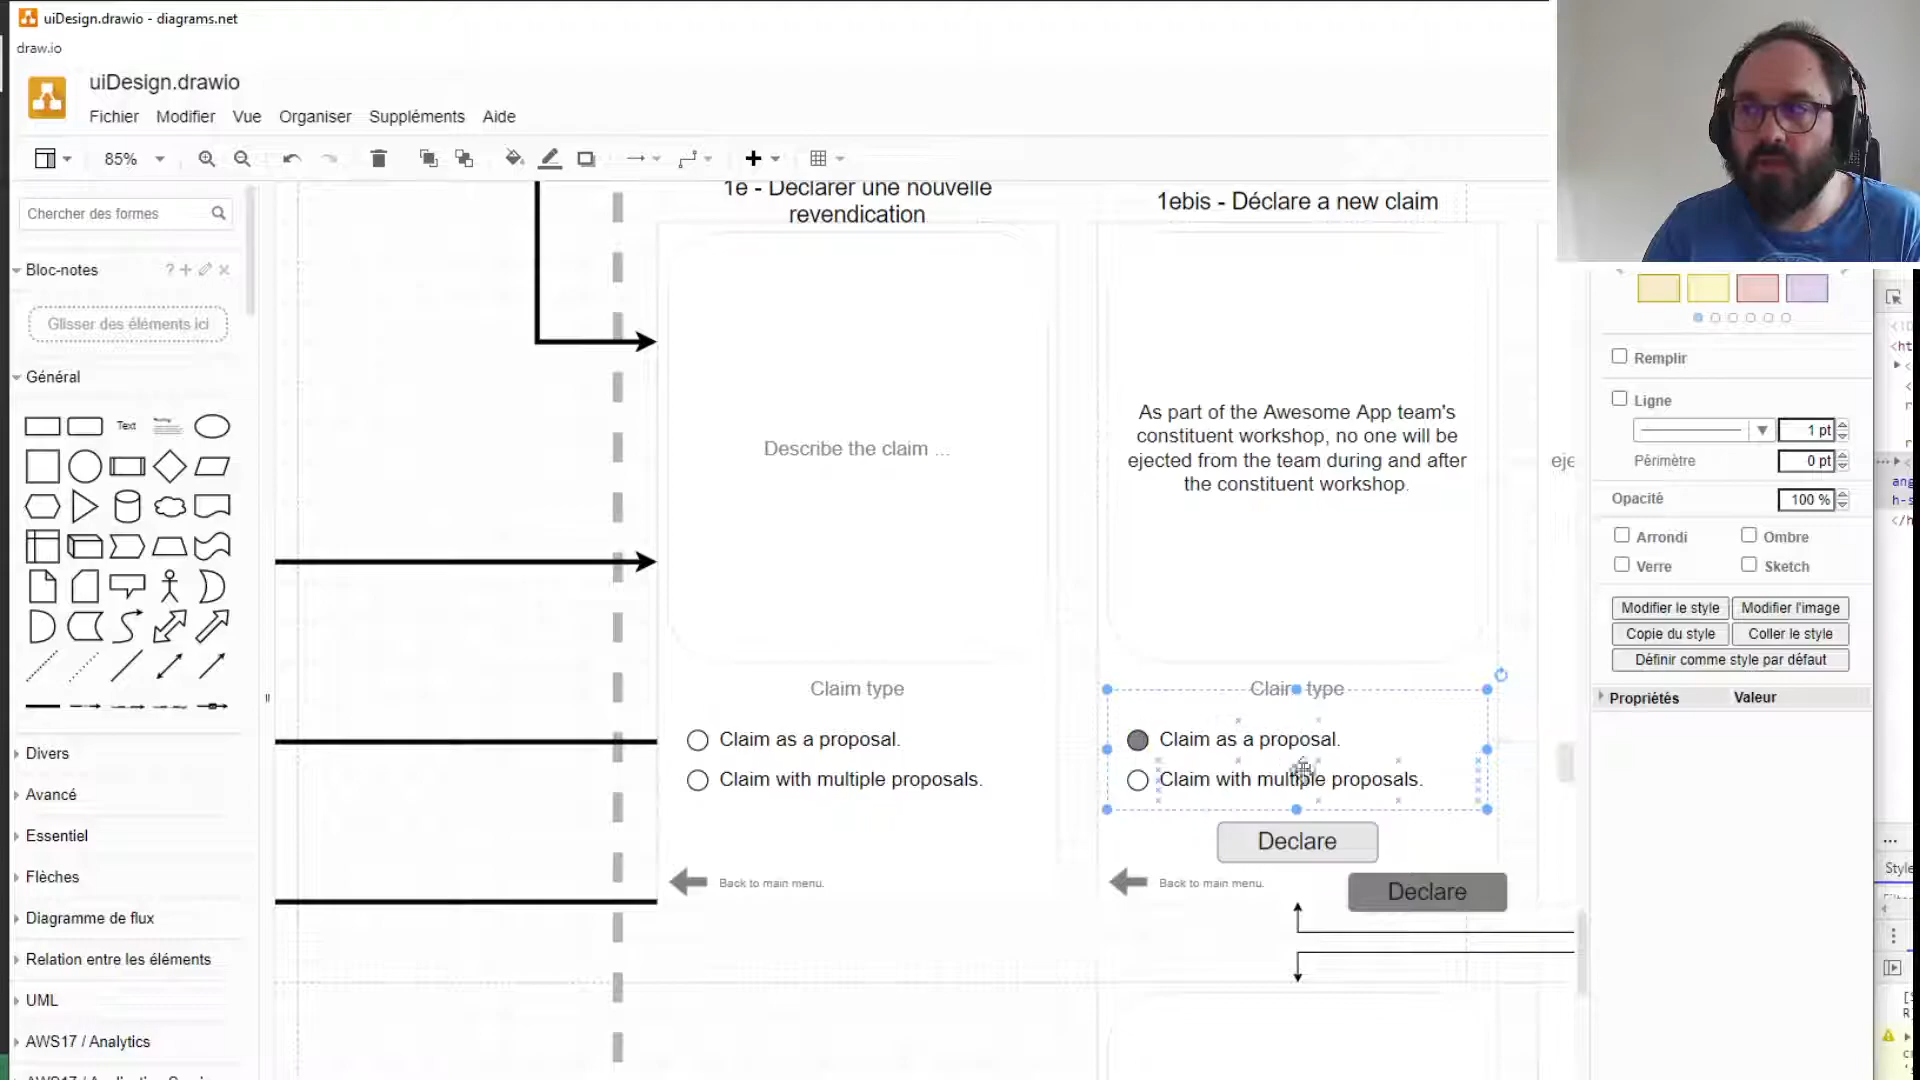 uiDesign.drawio - diagrams.net
draw.io
uiDesign.drawio
Fichier Modifier Vue Organiser Suppléments Aide
85%
Chercher des formes
Bloc-notes
Glisser des éléments ici
Général
Text
Divers
Avancé
Essentiel
Flèches
Diagramme de flux
Relation entre les éléments
UML
AWS17 / Analytics
1e - Déclarer une nouvelle
revendication
Describe the claim ...
Claim type
Claim as a proposal.
Claim with multiple proposals.
Back to main menu.
1ebis - Déclare a new claim
As part of the Awesome App team's
constituent workshop, no one will be
ejected from the team during and after
the constituent workshop.
Claim type
Claim as a proposal.
Claim with multiple proposals.
Declare
Back to main menu.
Declare
eje
Remplir
Ligne
1 pt
Périmètre
0 pt
Opacité
100 %
Arrondi Ombre
Verre Sketch
Modifier le style Modifier l'image
Copie du style Coller le style
Définir comme style par défaut
Propriétés Valeur
<ht
ang
h-s
</h
Style